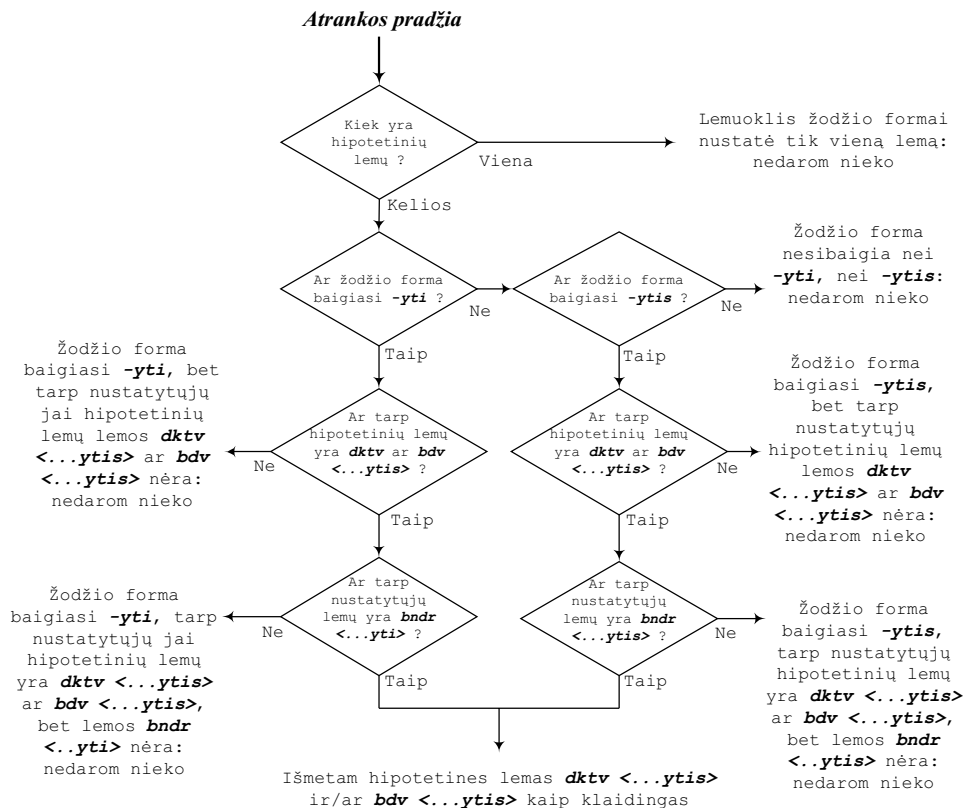 Atrankos pradžia
Kiek yra
hipotetinių
lemų ?
Viena
Lemuoklis žodžio formai
nustatė tik vieną lemą:
nedarom nieko
Kelios
Ar žodžio forma
baigiasi -yti ?
Ne
Ar žodžio forma
baigiasi -ytis ?
Ne
Žodžio forma
nesibaigia nei
-yti, nei -ytis:
nedarom nieko
Taip
Taip
Žodžio forma
baigiasi -yti, bet
tarp nustatytųjų
jai hipotetinių
lemų lemos dktv
<...ytis> ar bdv
<...ytis> nėra:
nedarom nieko
Ne
Ar tarp
hipotetinių lemų
yra dktv ar bdv
<...ytis> ?
Ar tarp
hipotetinių lemų
yra dktv ar bdv
<...ytis> ?
Ne
Žodžio forma
baigiasi -ytis,
bet tarp
nustatytųjų
hipotetinių lemų
lemos dktv
<...ytis> ar bdv
<...ytis> nėra:
nedarom nieko
Taip
Taip
Žodžio forma
baigiasi -yti, tarp
nustatytųjų jai
hipotetinių lemų
yra dktv <...ytis>
ar bdv <...ytis>,
bet lemos bndr
<..yti> nėra:
nedarom nieko
Ne
Ar tarp
nustatytųjų
lemų yra bndr
<...yti> ?
Ar tarp
nustatytųjų
lemų yra bndr
<...ytis> ?
Ne
Žodžio forma
baigiasi -ytis,
tarp nustatytųjų
hipotetinių lemų
yra dktv <...ytis>
ar bdv <...ytis>,
bet lemos bndr
<..ytis> nėra:
nedarom nieko
Taip
Taip
Išmetam hipotetines lemas dktv <...ytis>
ir/ar bdv <...ytis> kaip klaidingas